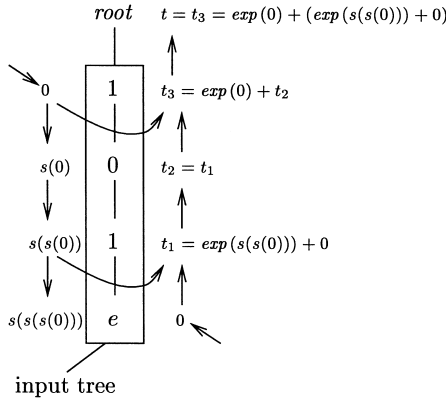 root t = t₃ = exp(0) + (exp(s(s(0))) + 0)
0 1 t₃ = exp(0) + t₂
s(0) 0 t₂ = t₁
s(s(0)) 1 t₁ = exp(s(s(0))) + 0
s(s(s(0))) e 0
input tree